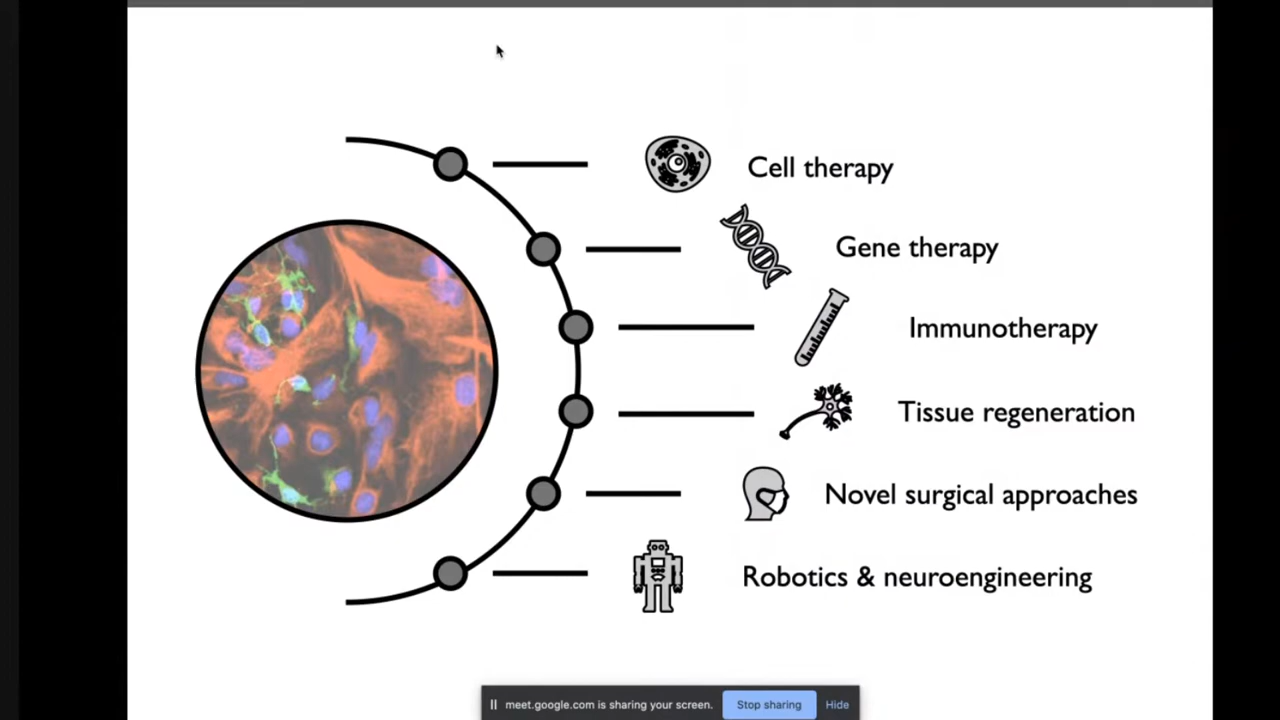 Cell therapy
Gene therapy
Immunotherapy
Tissue regeneration
Novel surgical approaches
Robotics & neuroengineering
meet.google.com is sharing your screen. Stop sharing Hide